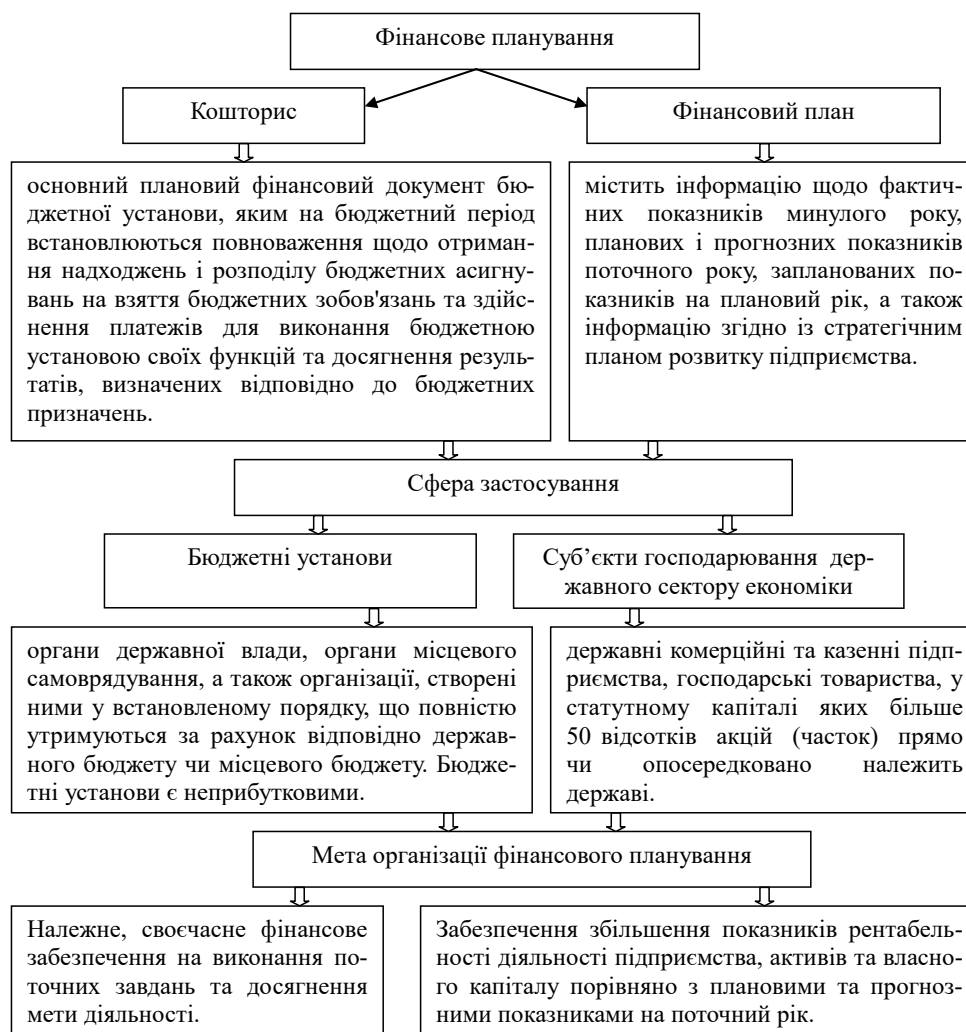 Фінансове планування
Кошторис
Фінансовий план
основний плановий фінансовий документ бю-
джетної установи, яким на бюджетний період
встановлюються повноваження щодо отриман-
ня надходжень і розподілу бюджетних асигну-
вань на взяття бюджетних зобов'язань та здійс-
нення платежів для виконання бюджетною
установою своїх функцій та досягнення резуль-
татів, визначених відповідно до бюджетних
призначень.
містить інформацію щодо фактич-
них показників минулого року,
планових і прогнозних показників
поточного року, запланованих по-
казників на плановий рік, а також
інформацію згідно із стратегічним
планом розвитку підприємства.
Сфера застосування
Бюджетні установи
Суб’єкти господарювання дер-
жавного сектору економіки
органи державної влади, органи місцевого
самоврядування, а також організації, створені
ними у встановленому порядку, що повністю
утримуються за рахунок відповідно держав-
ного бюджету чи місцевого бюджету. Бюдже-
тні установи є неприбутковими.
державні комерційні та казенні підп-
риємства, господарські товариства, у
статутному капіталі яких більше
50 відсотків акцій (часток) прямо
чи опосередковано належить
державі.
Мета організації фінансового планування
Належне, своєчасне фінансове
забезпечення на виконання по-
точних завдань та досягнення
мети діяльності.
Забезпечення збільшення показників рентабель-
ності діяльності підприємства, активів та власно-
го капіталу порівняно з плановими та прогноз-
ними показниками на поточний рік.